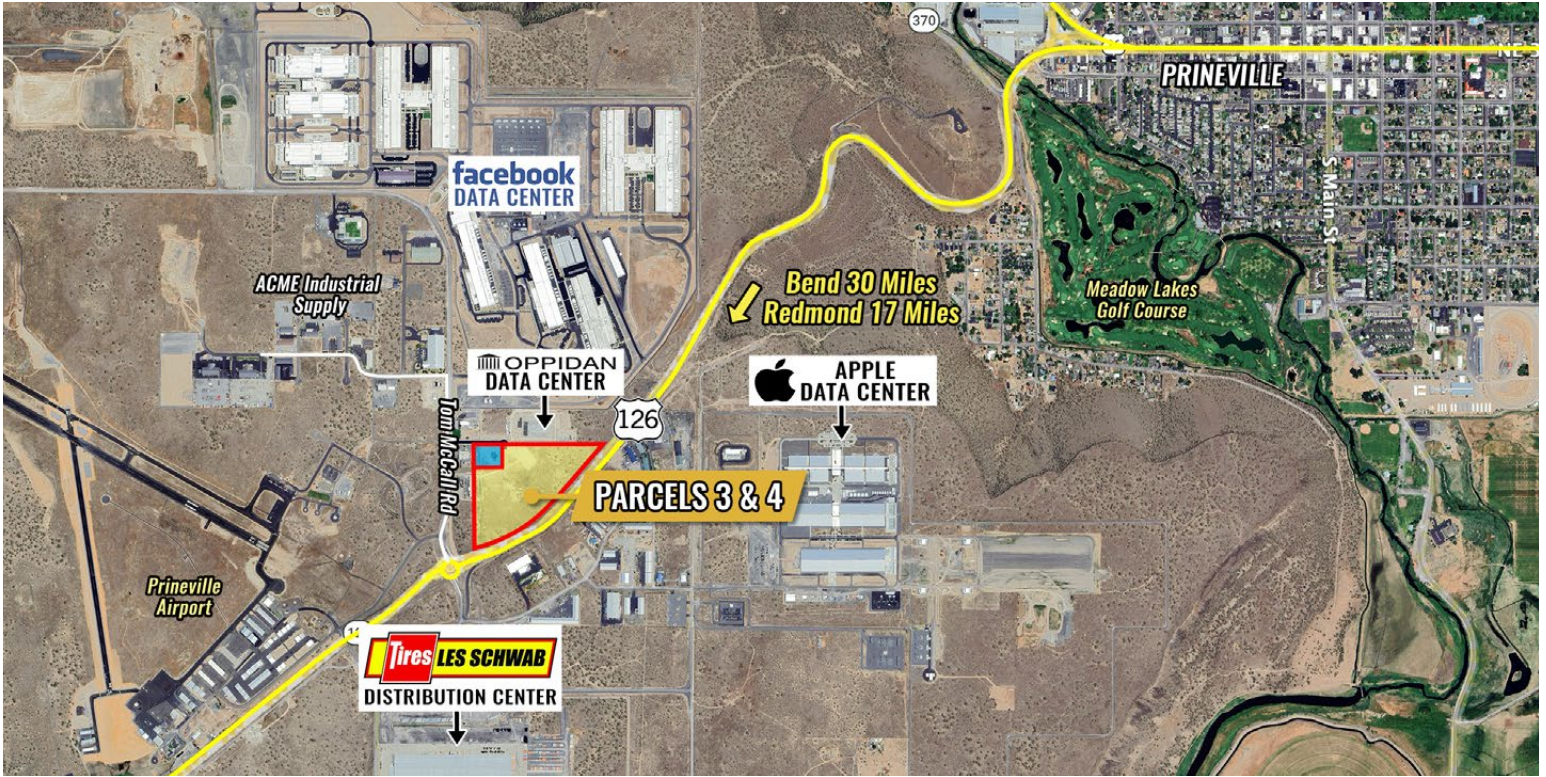 370
NE 3
PRINEVILLE
S Main St
facebook
DATA CENTER
ACME Industrial
Supply
Bend 30 Miles
Redmond 17 Miles
Meadow Lakes
Golf Course
OPPIDAN
DATA CENTER
APPLE
DATA CENTER
126
Tom McCall Rd
PARCELS 3 & 4
Prineville
Airport
Tires LES SCHWAB
DISTRIBUTION CENTER